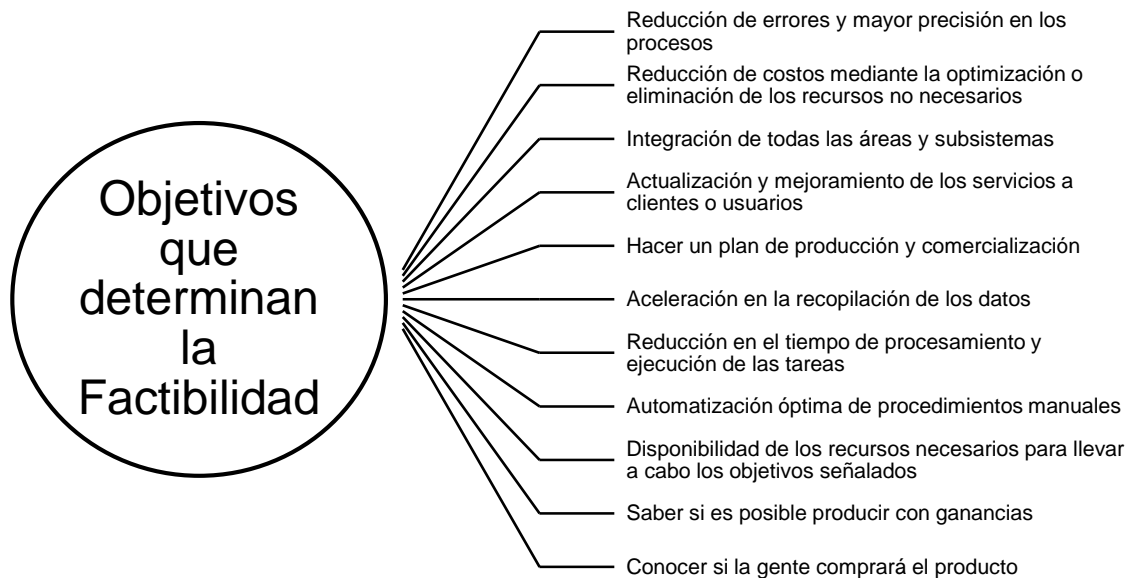 Objetivos
que
determinan
la
Factibilidad
Reducción de errores y mayor precisión en los
procesos
Reducción de costos mediante la optimización o
eliminación de los recursos no necesarios
Integración de todas las áreas y subsistemas
Actualización y mejoramiento de los servicios a
clientes o usuarios
Hacer un plan de producción y comercialización
Aceleración en la recopilación de los datos
Reducción en el tiempo de procesamiento y
ejecución de las tareas
Automatización óptima de procedimientos manuales
Disponibilidad de los recursos necesarios para llevar
a cabo los objetivos señalados
Saber si es posible producir con ganancias
Conocer si la gente comprará el producto